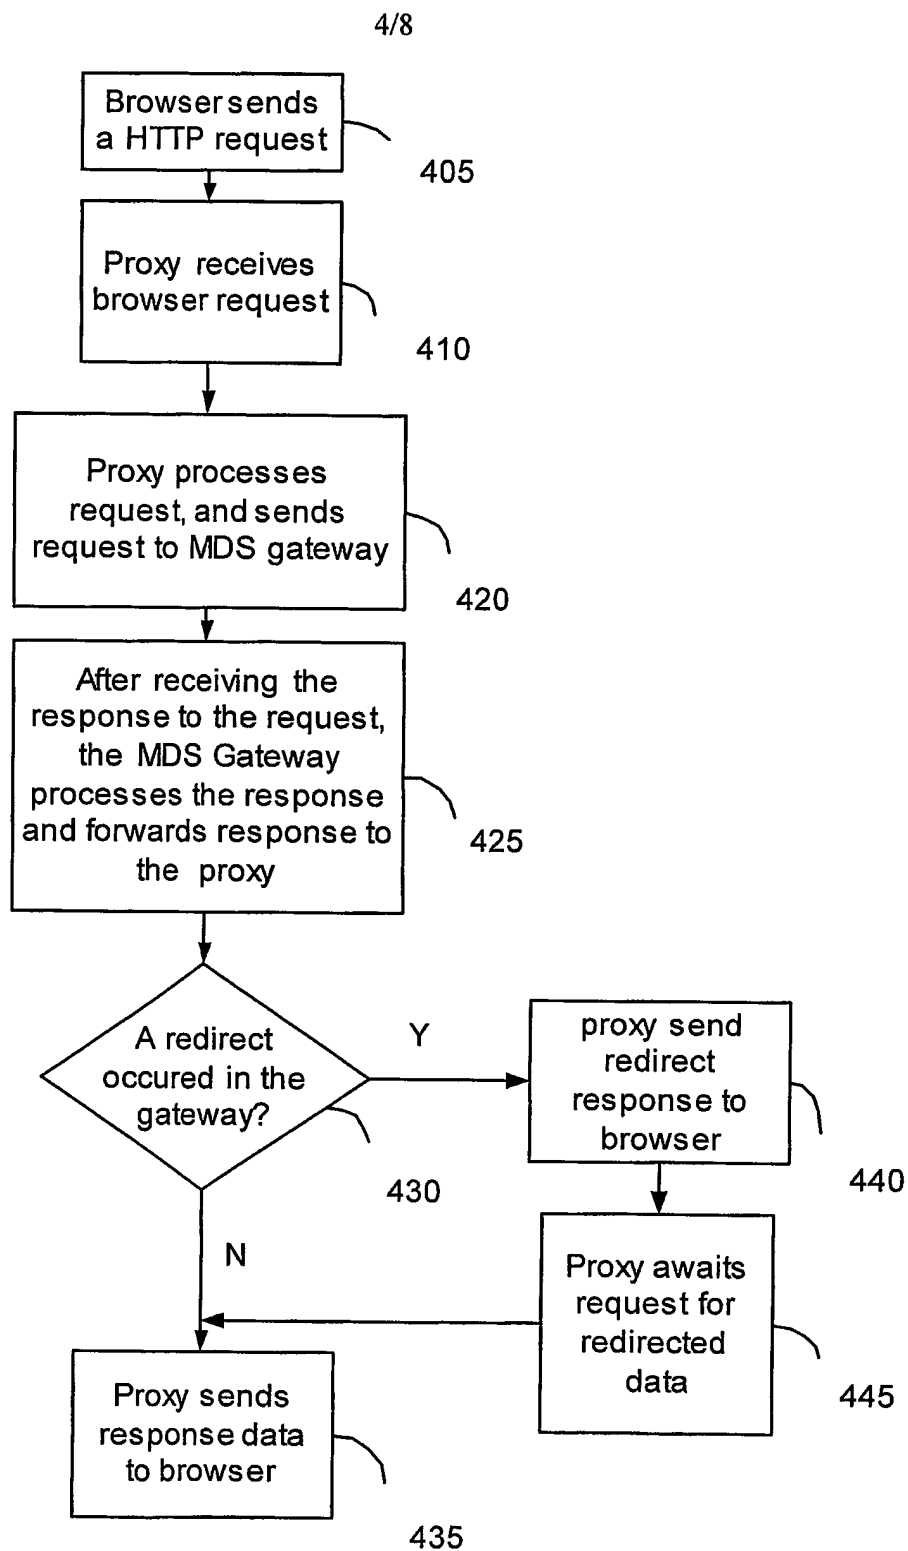 4/8
Browser sends
a HTTP request
405
Proxy receives
browser request
410
Proxy processes
request, and sends
request to MDS gateway
420
After receiving the
response to the request,
the MDS Gateway
processes the response
and forwards response to
the proxy
425
A redirect
occured in the
gateway?
430
Y
proxy send
redirect
response to
browser
440
N
Proxy awaits
request for
redirected
data
445
Proxy sends
response data
to browser
435